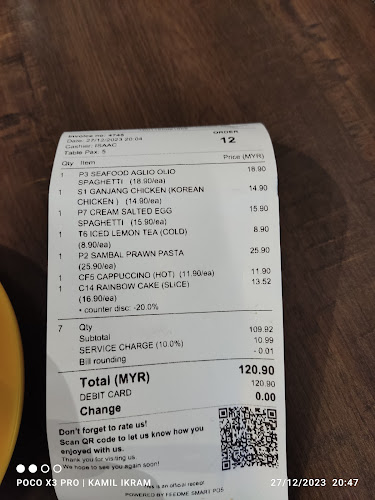 Invoice no. 4748
ORDER
Date: 27/12/2023 20:04
12
Cashier: ISAAC
Table Pax: 5
Qty Item Price (MYR)
1 P3 SEAFOOD AGLIO OLIO 18.90
SPAGHETTI (18.90/ea)
1 S1 GANJANG CHICKEN (KOREAN 14.90
CHICKEN ) (14.90/ea)
1 P7 CREAM SALTED EGG 15.90
SPAGHETTI (15.90/ea)
1 T6 ICED LEMON TEA (COLD) 8.90
(8.90/ea)
1 P2 SAMBAL PRAWN PASTA 25.90
(25.90/ea)
1 CF5 CAPPUCCINO (HOT) (11.90/ea) 11.90
1 C14 RAINBOW CAKE (SLICE) 13.52
(16.90/ea)
• counter disc: -20.0%
7 Qty
Subtotal 109.92
SERVICE CHARGE (10.0%) 10.99
Bill rounding - 0.01
Total (MYR) 120.90
DEBIT CARD 120.90
Change 0.00
Don't forget to rate us!
Scan QR code to let us know how you
enjoyed with us.
Thank you for visiting us.
We hope to see you again soon!
This is an official receipt
POWERED BY FEEDME SMART POS
POCO X3 PRO | KAMIL IKRAM
27/12/2023 20:47